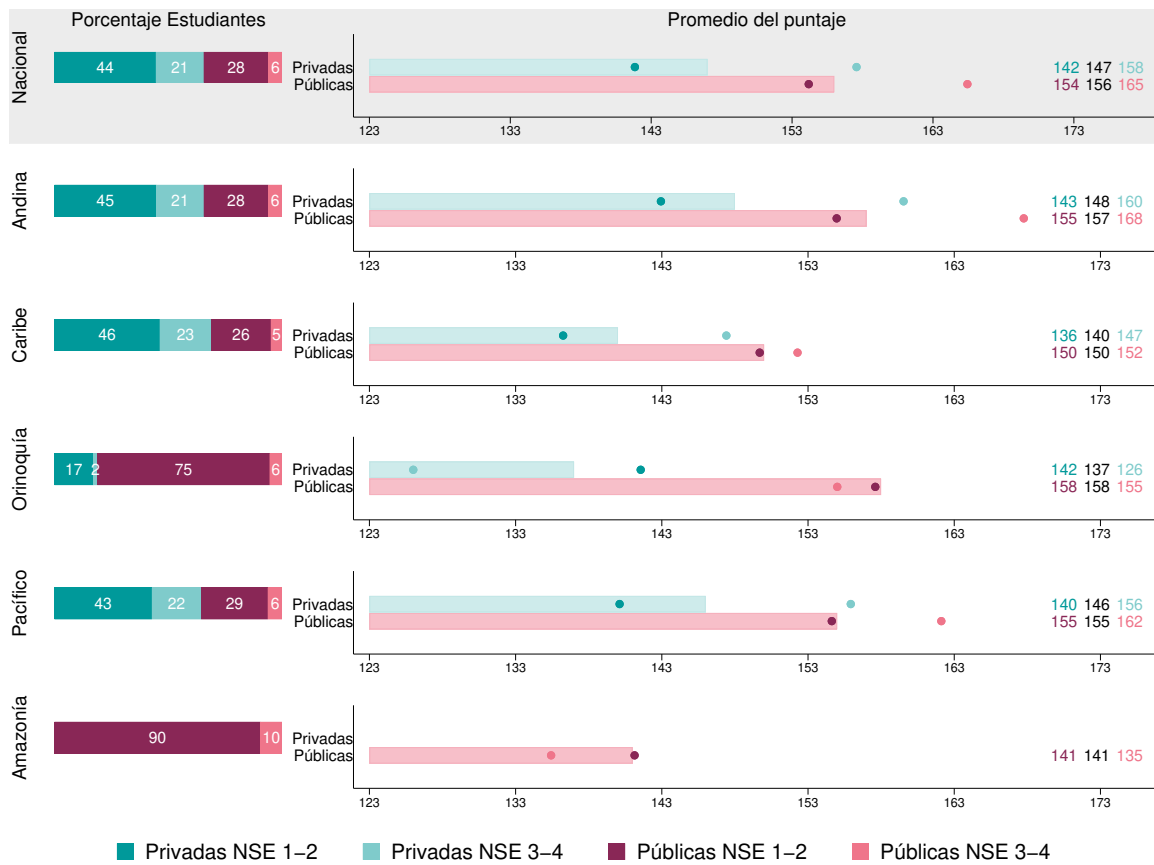 Porcentaje Estudiantes Promedio del puntaje
Nacional
44 21 28 6
Privadas 142 147 158
Públicas 154 156 165
123 133 143 153 163 173
Andina
45 21 28 6
Privadas 143 148 160
Públicas 155 157 168
123 133 143 153 163 173
Caribe
46 23 26 5
Privadas 136 140 147
Públicas 150 150 152
123 133 143 153 163 173
Orinoquía
17 2 75 6
Privadas 142 137 126
Públicas 158 158 155
123 133 143 153 163 173
Pacífico
43 22 29 6
Privadas 140 146 156
Públicas 155 155 162
123 133 143 153 163 173
Amazonía
90 10
Privadas
Públicas 141 141 135
123 133 143 153 163 173
Privadas NSE 1−2 Privadas NSE 3−4 Públicas NSE 1−2 Públicas NSE 3−4